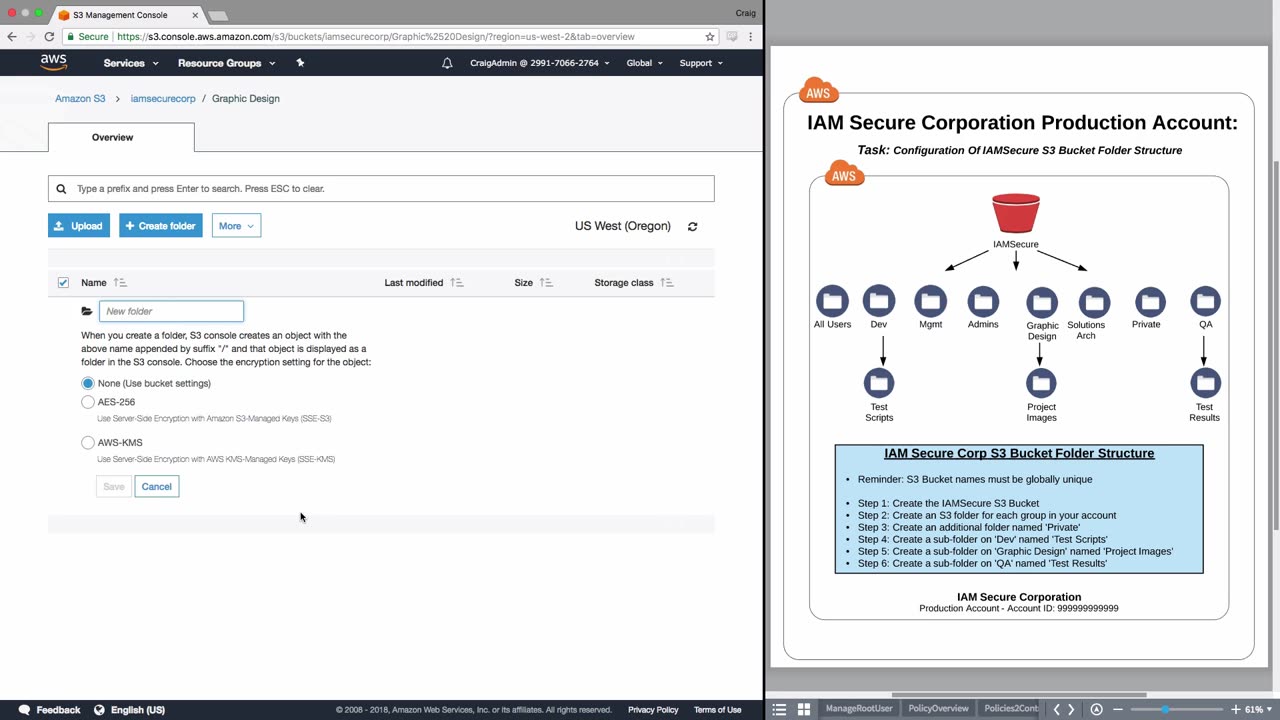 S3 Management Console
Craig
Secure | https://s3.console.aws.amazon.com/s3/buckets/iamsecurecorp/Graphic%2520Design/?region=us-west-2&tab=overview
aws
Services
Resource Groups
CraigAdmin @ 2991-7066-2764
Global
Support
Amazon S3 > iamsecurecorp / Graphic Design
Overview
Type a prefix and press Enter to search. Press ESC to clear.
Upload
+ Create folder
More
US West (Oregon)
Name
Last modified
Size
Storage class
New folder
When you create a folder, S3 console creates an object with the
above name appended by suffix "/" and that object is displayed as a
folder in the S3 console. Choose the encryption setting for the object:
None (Use bucket settings)
AES-256
Use Server-Side Encryption with Amazon S3-Managed Keys (SSE-S3)
AWS-KMS
Use Server-Side Encryption with AWS KMS-Managed Keys (SSE-KMS)
Save
Cancel
Feedback
English (US)
© 2008 - 2018, Amazon Web Services, Inc. or its affiliates. All rights reserved.
Privacy Policy
Terms of Use
AWS
IAM Secure Corporation Production Account:
Task: Configuration Of IAMSecure S3 Bucket Folder Structure
AWS
IAMSecure
All Users
Dev
Mgmt
Admins
Graphic
Design
Solutions
Arch
Private
QA
Test
Scripts
Project
Images
Test
Results
IAM Secure Corp S3 Bucket Folder Structure
• Reminder: S3 Bucket names must be globally unique
• Step 1: Create the IAMSecure S3 Bucket
• Step 2: Create an S3 folder for each group in your account
• Step 3: Create an additional folder named 'Private'
• Step 4: Create a sub-folder on 'Dev' named 'Test Scripts'
• Step 5: Create a sub-folder on 'Graphic Design' named 'Project Images'
• Step 6: Create a sub-folder on 'QA' named 'Test Results'
IAM Secure Corporation
Production Account - Account ID: 999999999999
ManageRootUser
PolicyOverview
Policies2Cont
61%